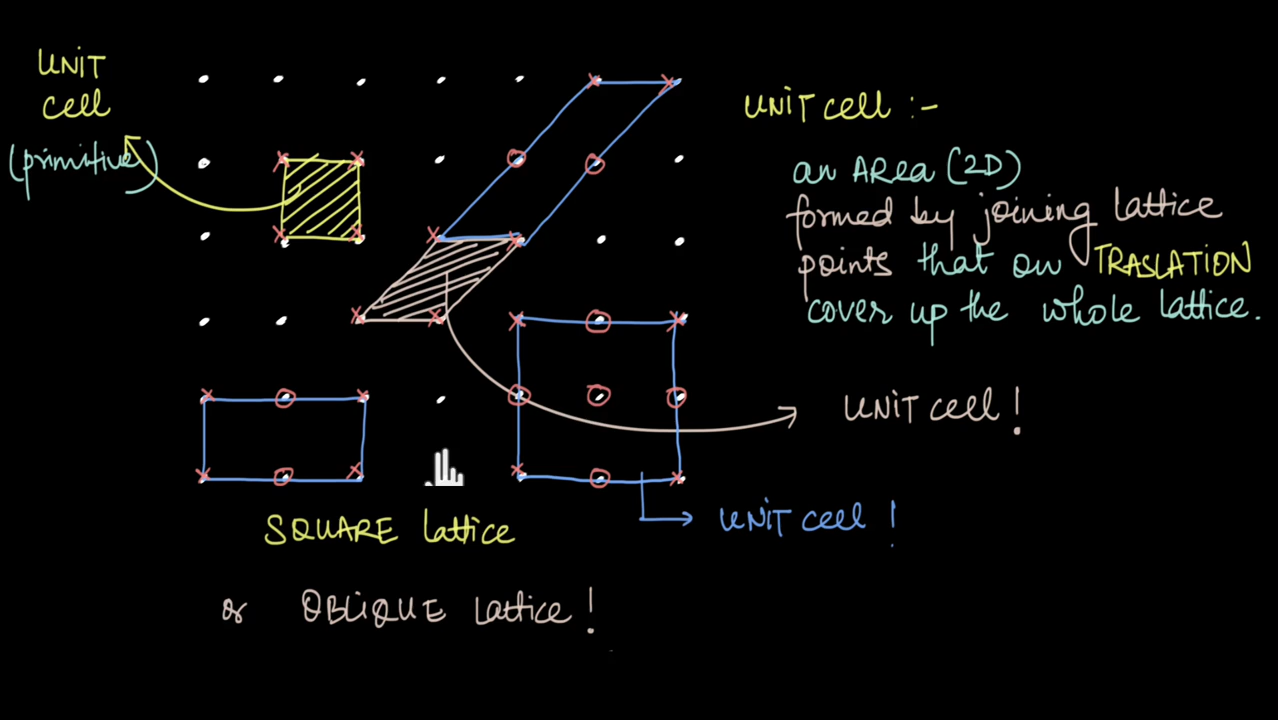 UNIT
cell
(primitive)
UNIT cell :-
an AREA (2D)
formed by joining lattice
points that on TRASLATION
cover up the whole lattice.
UNIT cell !
UNIT cell !
SQUARE lattice
or OBLIQUE lattice !